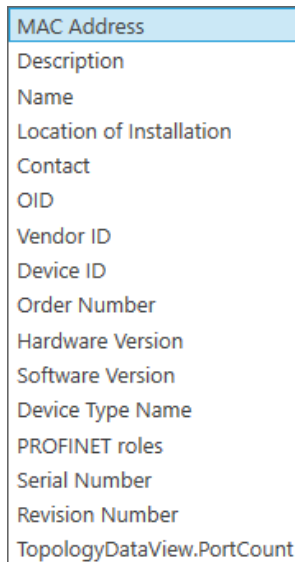 MAC Address
Description
Name
Location of Installation
Contact
OID
Vendor ID
Device ID
Order Number
Hardware Version
Software Version
Device Type Name
PROFINET roles
Serial Number
Revision Number
TopologyDataView.PortCount